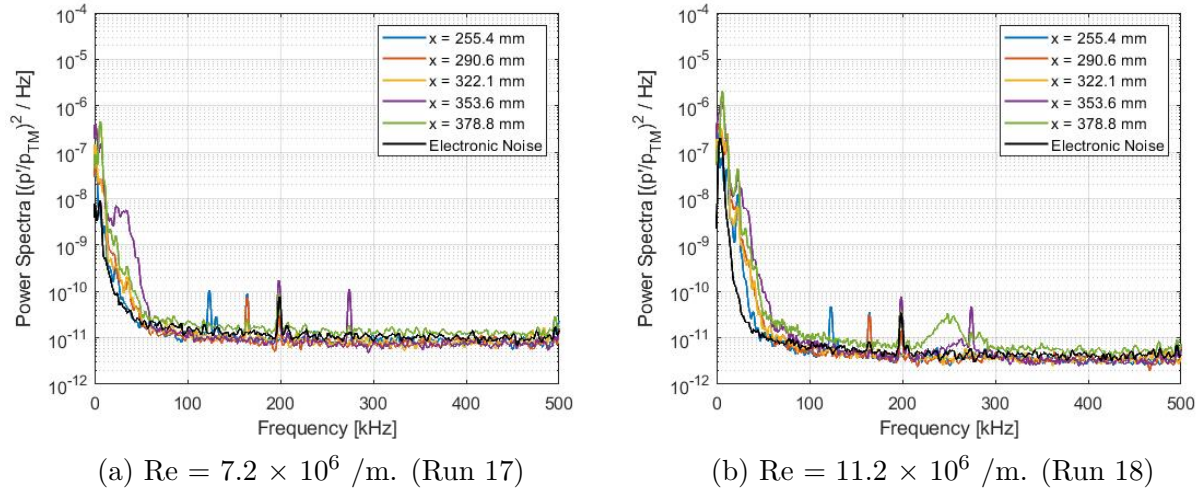 10^-4
10^-5
10^-6
10^-7
10^-8
10^-9
10^-10
10^-11
10^-12
Power Spectra [(p'/p_TM)^2 / Hz]
x = 255.4 mm
x = 290.6 mm
x = 322.1 mm
x = 353.6 mm
x = 378.8 mm
Electronic Noise
0 100 200 300 400 500
Frequency [kHz]
(a) Re = 7.2 × 10^6 /m. (Run 17)
10^-4
10^-5
10^-6
10^-7
10^-8
10^-9
10^-10
10^-11
10^-12
Power Spectra [(p'/p_TM)^2 / Hz]
x = 255.4 mm
x = 290.6 mm
x = 322.1 mm
x = 353.6 mm
x = 378.8 mm
Electronic Noise
0 100 200 300 400 500
Frequency [kHz]
(b) Re = 11.2 × 10^6 /m. (Run 18)